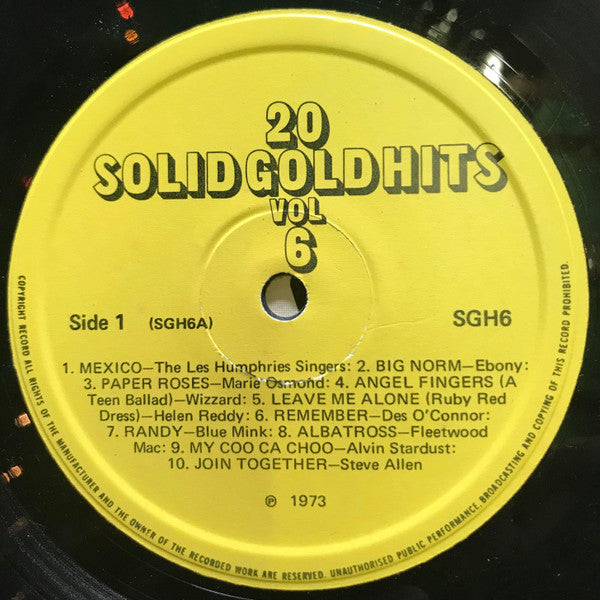 20
SOLID GOLD HITS
VOL
6
Side 1 (SGH6A) SGH6
1. MEXICO—The Les Humphries Singers: 2. BIG NORM—Ebony:
3. PAPER ROSES—Marie Osmond: 4. ANGEL FINGERS (A
Teen Ballad)—Wizzard: 5. LEAVE ME ALONE (Ruby Red
Dress)—Helen Reddy: 6. REMEMBER—Des O'Connor:
7. RANDY—Blue Mink: 8. ALBATROSS—Fleetwood
Mac: 9. MY COO CA CHOO—Alvin Stardust:
10. JOIN TOGETHER—Steve Allen
℗ 1973
COPYRIGHT RECORD ALL RIGHTS OF THE MANUFACTURER AND THE OWNER OF THE RECORDED WORK ARE RESERVED. UNAUTHORISED PUBLIC PERFORMANCE, BROADCASTING AND COPYING OF THIS RECORD PROHIBITED.